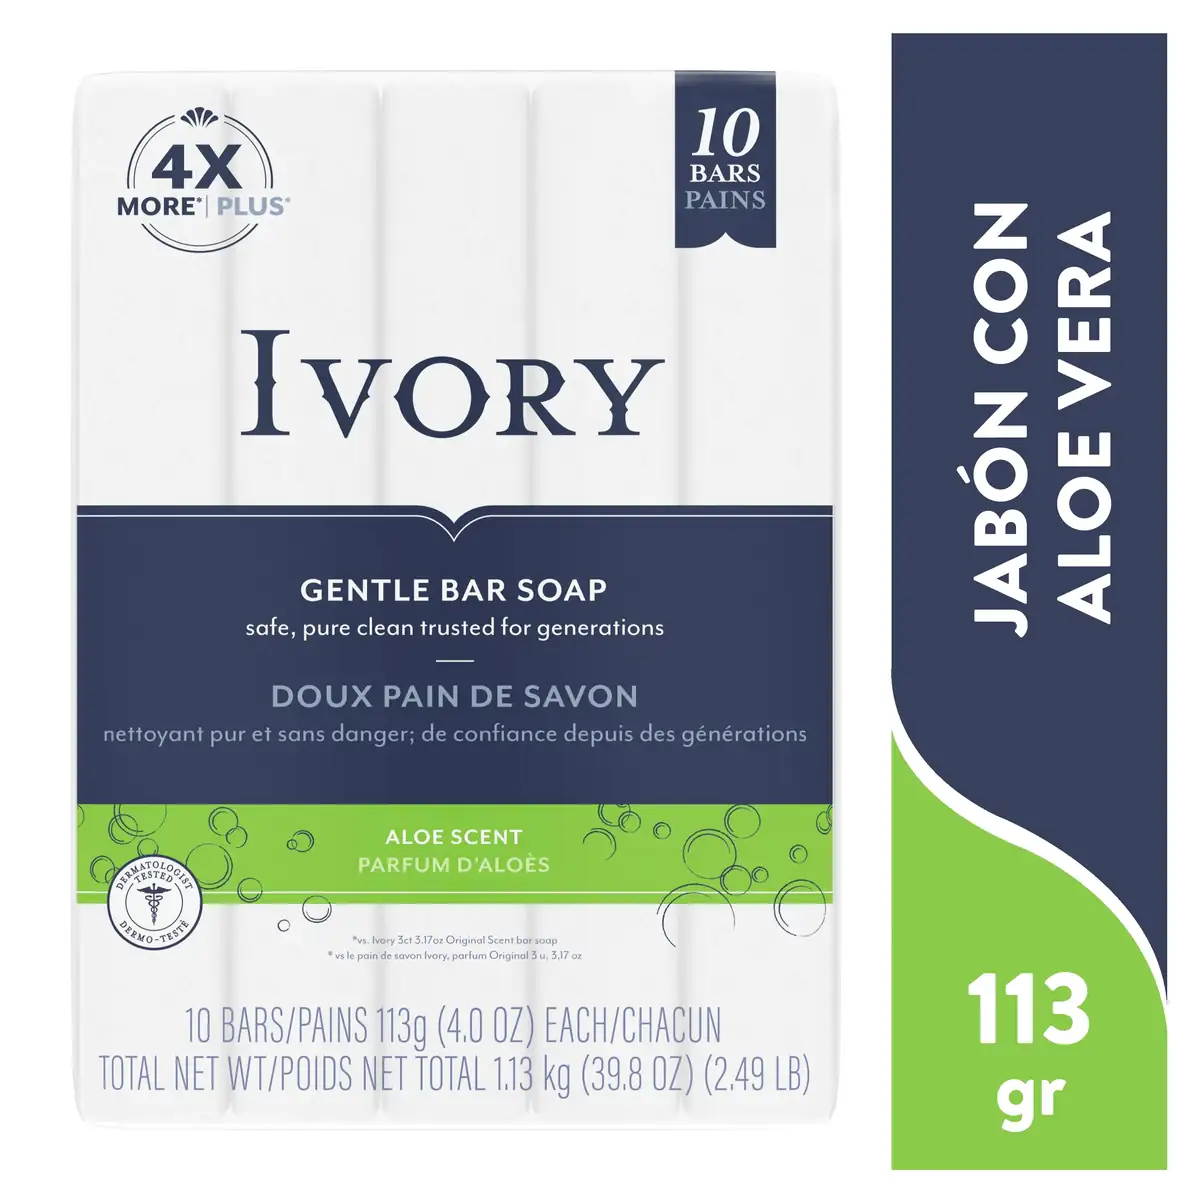 4X
MORE* | PLUS*
10
BARS
PAINS
IVORY
GENTLE BAR SOAP
safe, pure clean trusted for generations
DOUX PAIN DE SAVON
nettoyant pur et sans danger; de confiance depuis des générations
ALOE SCENT
PARFUM D'ALOÈS
DERMATOLOGIST
TESTED
DERMO-TESTÉ
*vs. Ivory 3ct 3.17oz Original Scent bar soap
* vs le pain de savon Ivory, parfum Original 3 u, 3,17 oz
10 BARS/PAINS 113g (4.0 OZ) EACH/CHACUN
TOTAL NET WT/POIDS NET TOTAL 1.13 kg (39.8 OZ) (2.49 LB)
JABÓN CON
ALOE VERA
113
gr